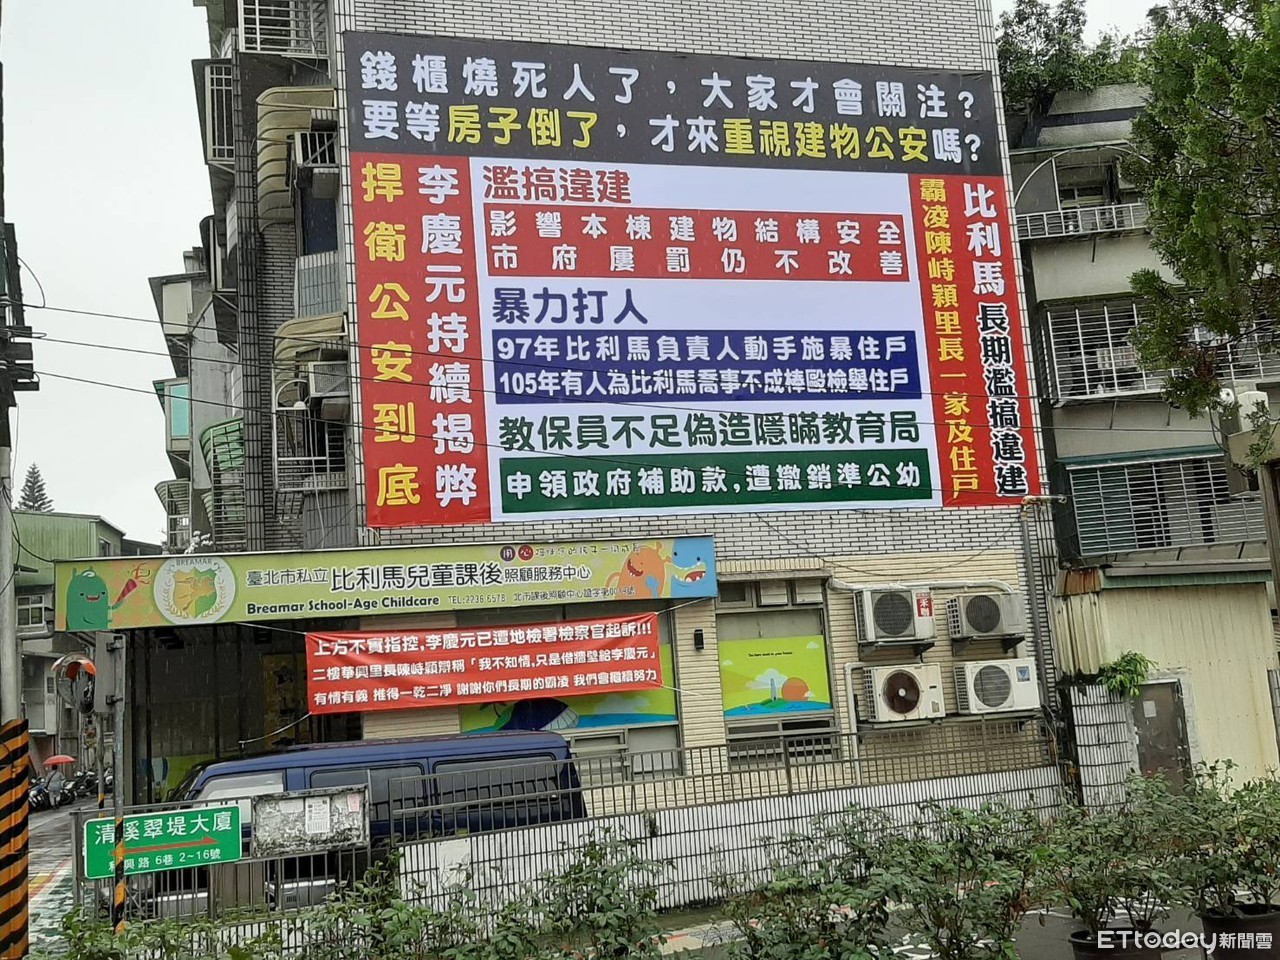 錢櫃燒死人了，大家才會關注？
要等房子倒了，才來重視建物公安嗎？
李慶元持續揭弊
捍衛公安到底
濫搞違建
影響本棟建物結構安全
市府屢罰仍不改善
暴力打人
97年比利馬負責人動手施暴住戶
105年有人為比利馬喬事不成棒毆檢舉住戶
教保員不足偽造隱瞞教育局
申領政府補助款，遭撤銷準公幼
比利馬長期濫搞違建
霸凌陳峙穎里長一家及住戶
BREAMAR
臺北市私立比利馬兒童課後照顧服務中心
Breamar School-Age Childcare TEL:2236 6578
上方不實指控，李慶元已遭地檢署檢察官起訴!!!
二樓華興里長陳峙穎辯稱「我不知情，只是借牆壁給李慶元」
有情有義 推得一乾二凈 謝謝你們長期的霸凌 我們會繼續努力
清溪翠堤大廈
興路 6巷 2~16號
ETtoday新聞雲